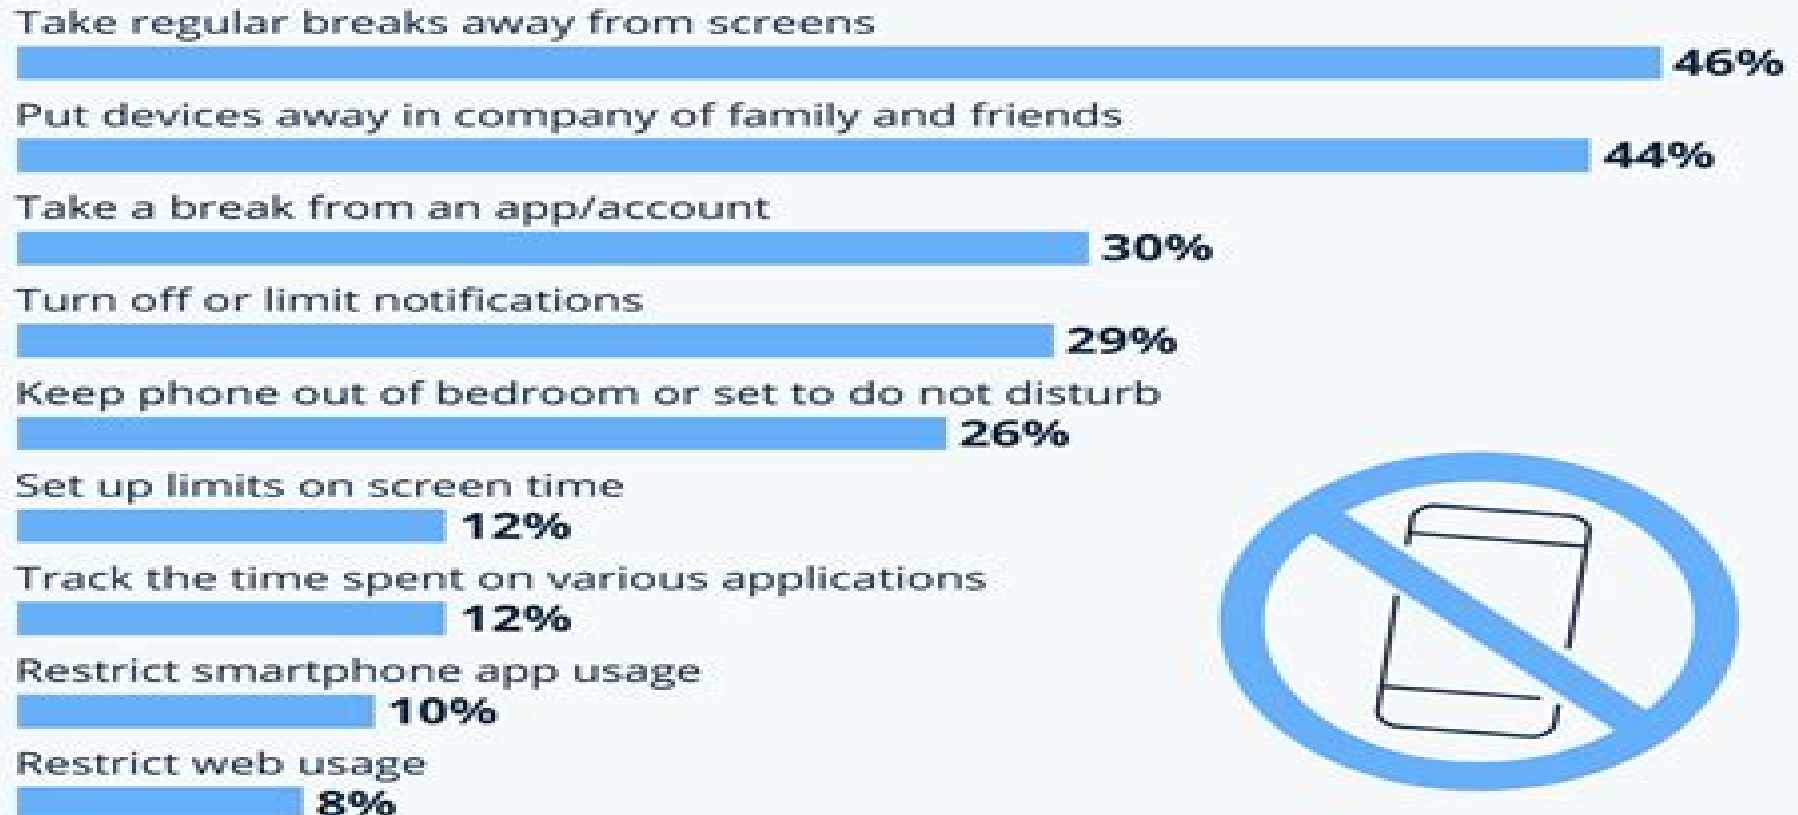 Take regular breaks away from screens
46%
Put devices away in company of family and friends
44%
Take a break from an app/account
30%
Turn off or limit notifications
29%
Keep phone out of bedroom or set to do not disturb
26%
Set up limits on screen time
12%
Track the time spent on various applications
12%
Restrict smartphone app usage
10%
Restrict web usage
8%